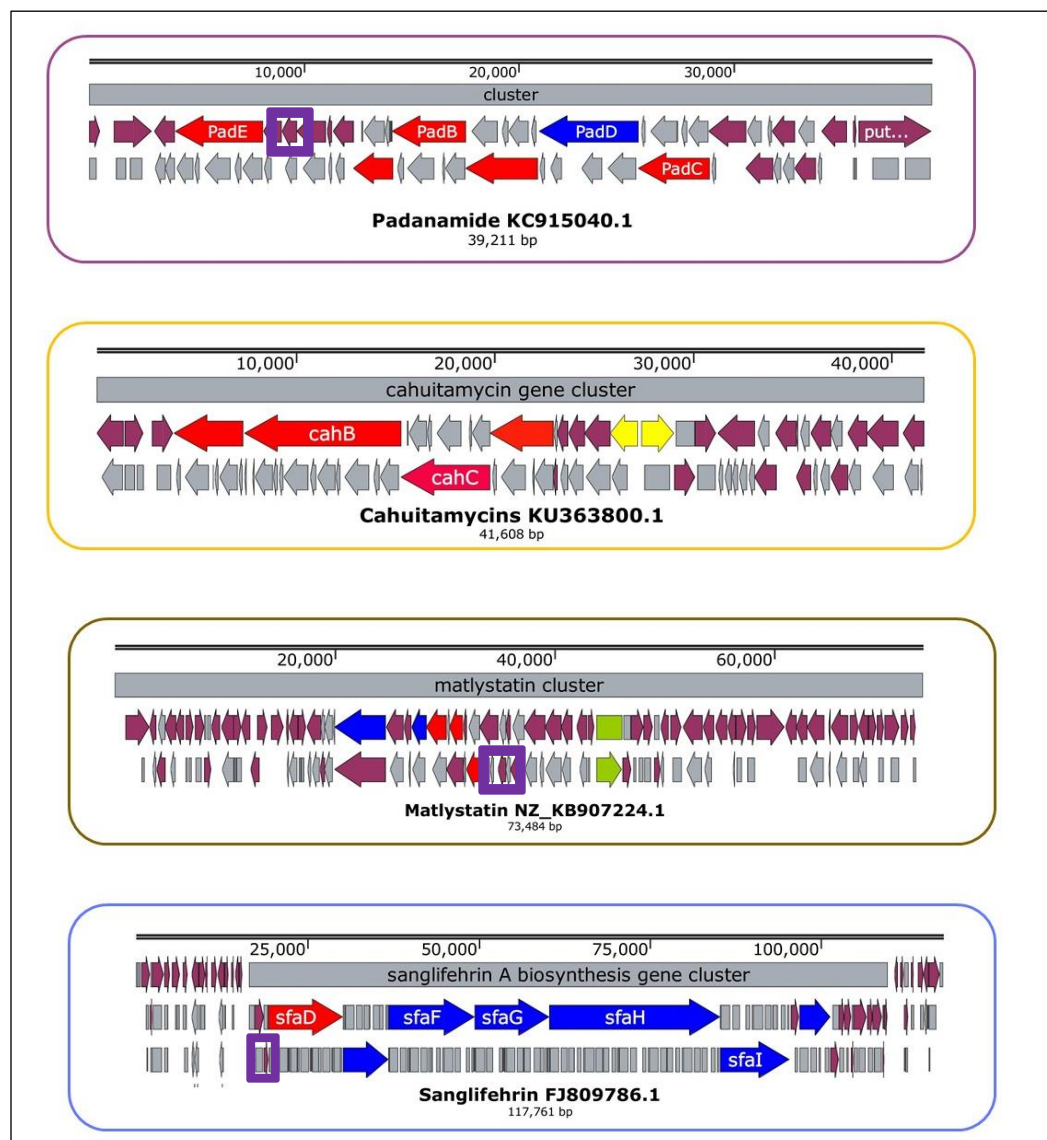 10,000 20,000 30,000
cluster
PadE PadB PadD put...
PadC
Padanamide KC915040.1
39,211 bp
10,000 20,000 30,000 40,000
cahuitamycin gene cluster
cahB
cahC
Cahuitamycins KU363800.1
41,608 bp
20,000 40,000 60,000
matlystatin cluster
Matlystatin NZ_KB907224.1
73,484 bp
25,000 50,000 75,000 100,000
sanglifehrin A biosynthesis gene cluster
sfaD sfaF sfaG sfaH
sfaI
Sanglifehrin FJ809786.1
117,761 bp